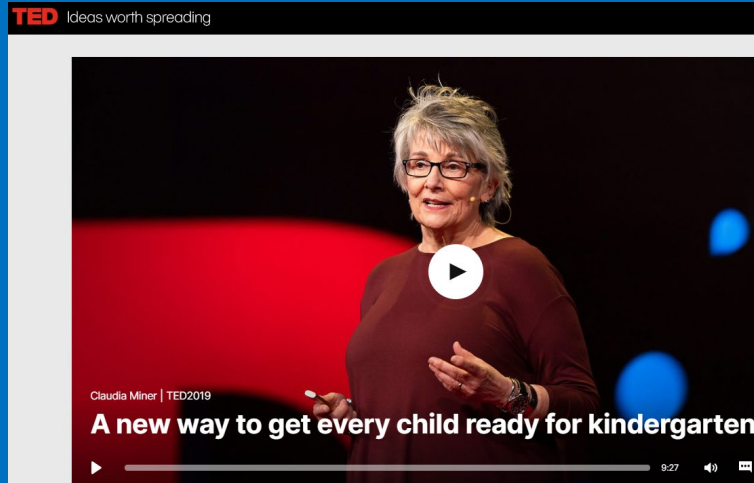 TED Ideas worth spreading
Claudia Miner | TED2019
A new way to get every child ready for kindergarten
9:27